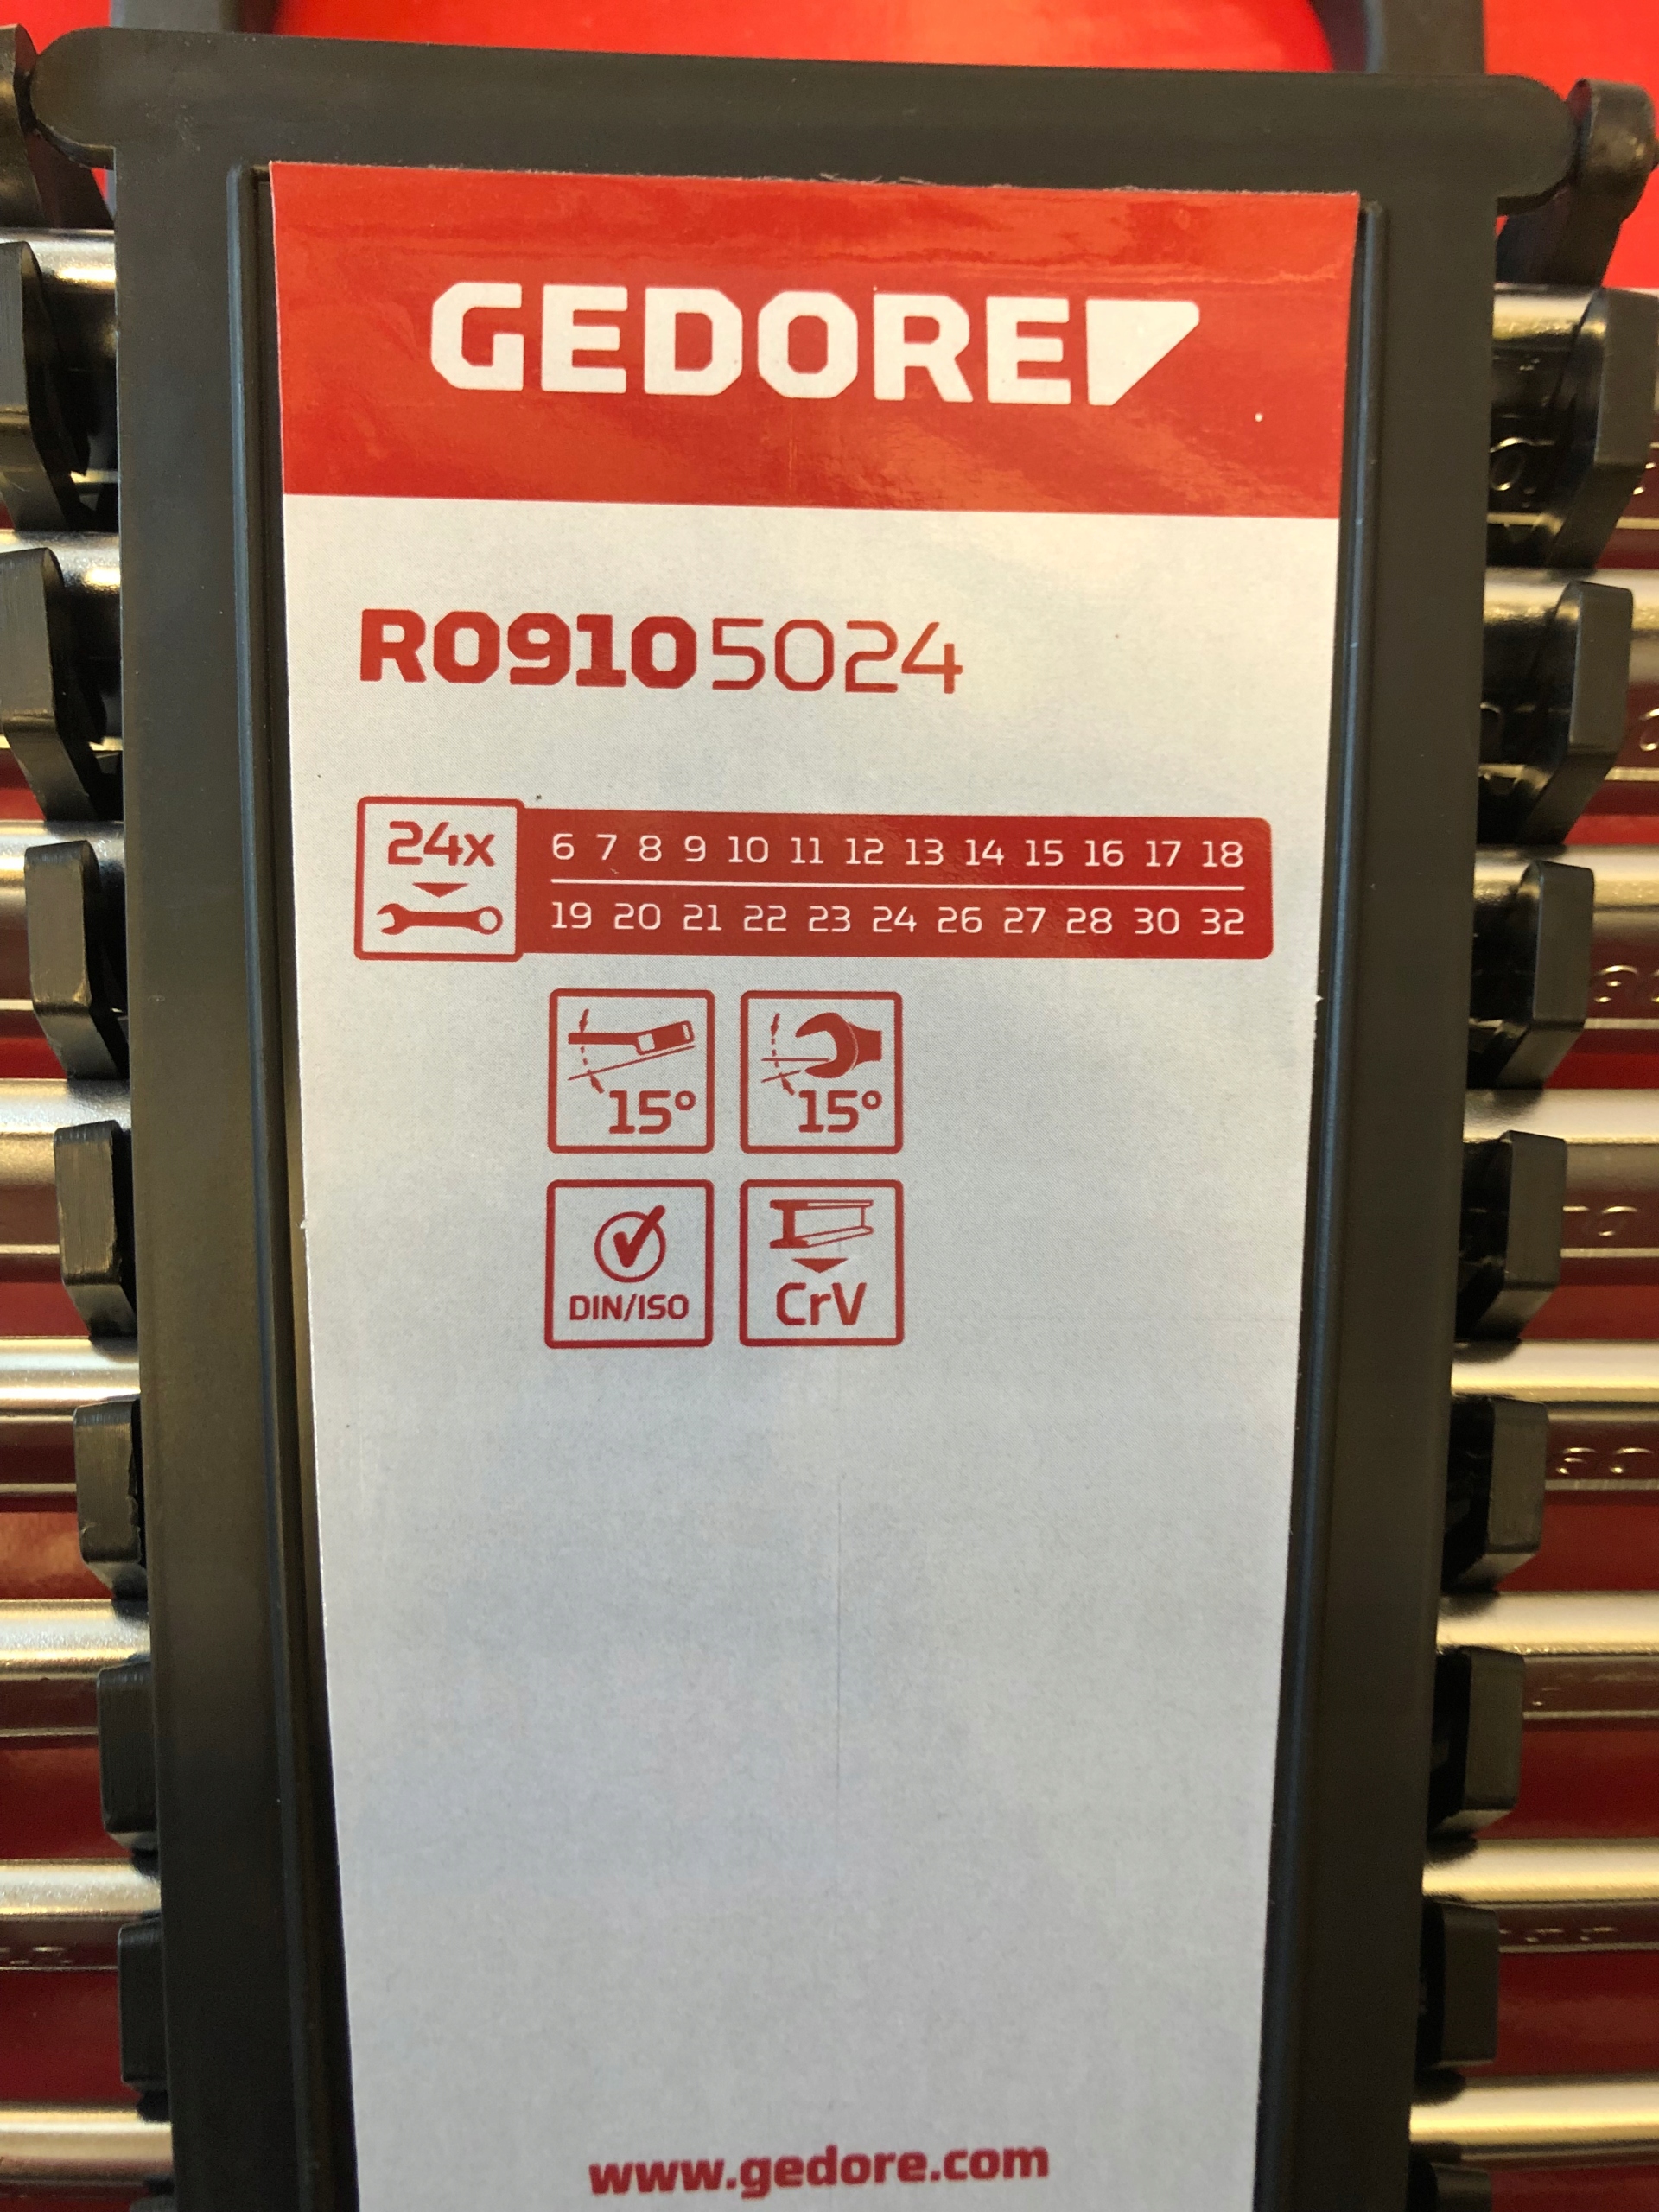 GEDORE
R09105024
24x
6 7 8 9 10 11 12 13 14 15 16 17 18
19 20 21 22 23 24 26 27 28 30 32
15° 15°
DIN/ISO CrV
www.gedore.com